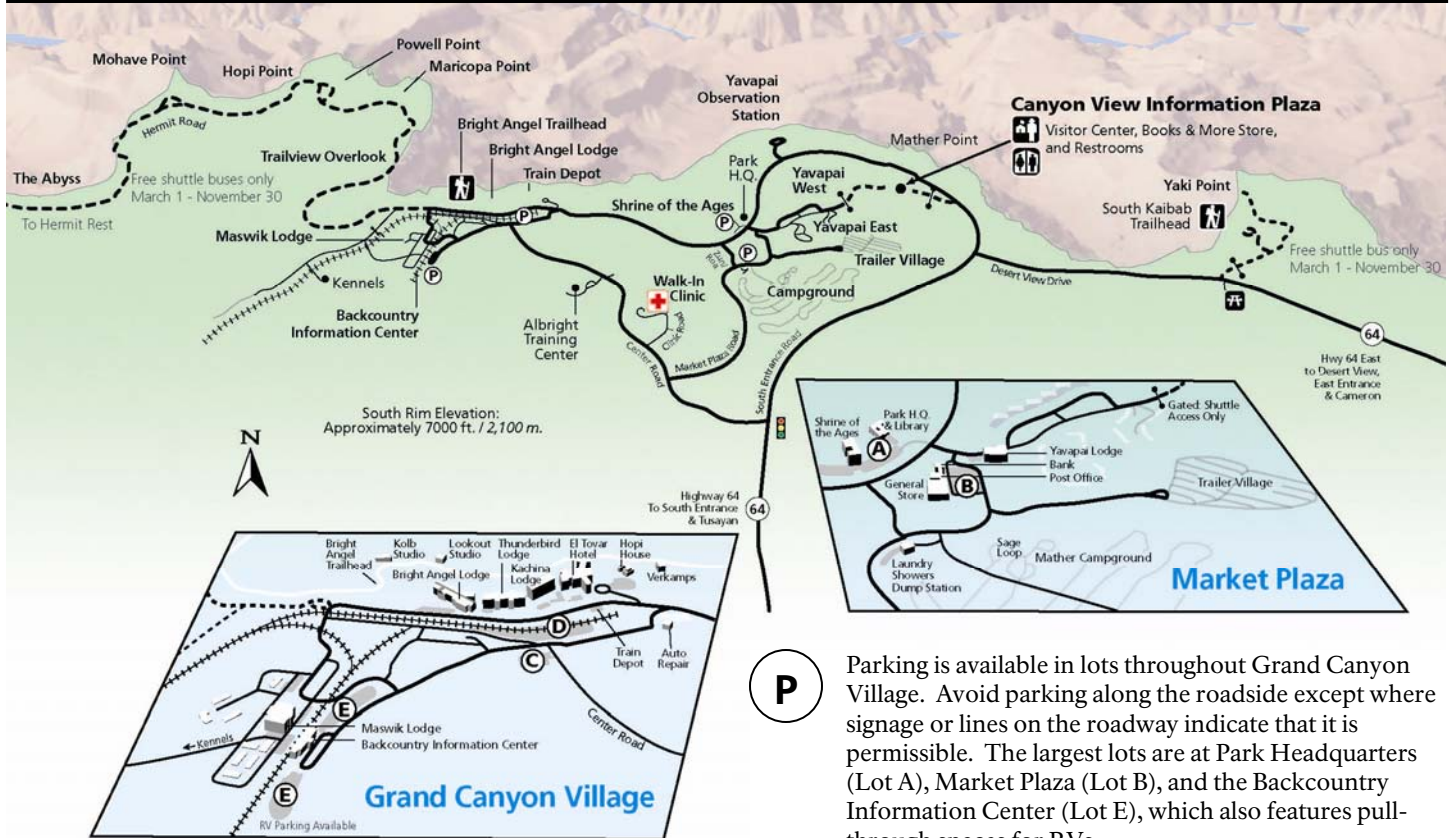 Mohave Point
Hopi Point
Powell Point
Maricopa Point
Hermit Road
Trailview Overlook
The Abyss
Free shuttle buses only
March 1 - November 30
To Hermit Rest
Bright Angel Trailhead
Bright Angel Lodge
Train Depot
Maswik Lodge
Kennels
Backcountry
Information Center
P
P
Yavapai
Observation
Station
Park
H.Q.
Shrine of the Ages
P
P
Yavapai
West
Yavapai East
Mather Point
Canyon View Information Plaza
Visitor Center, Books & More Store,
and Restrooms
Yaki Point
South Kaibab
Trailhead
Free shuttle bus only
March 1 - November 30
Desert View Drive
Trailer Village
Campground
Walk-In
Clinic
Clinic Road
Albright
Training
Center
Center Road
Market Plaza Road
South Entrance Road
64
Hwy 64 East
to Desert View,
East Entrance
& Cameron
South Rim Elevation:
Approximately 7000 ft. / 2,100 m.
N
Highway 64
To South Entrance
& Tusayan
64
Shrine of
the Ages
Park H.Q.
& Library
A
Gated: Shuttle
Access Only
Yavapai Lodge
Bank
Post Office
General
Store
B
Trailer Village
Sage
Loop
Mather Campground
Laundry
Showers
Dump Station
Market Plaza
Bright
Angel
Trailhead
Kolb
Studio
Lookout
Studio
Thunderbird
Lodge
El Tovar
Hotel
Hopi
House
Bright Angel Lodge
Kachina
Lodge
Verkamps
D
C
Train
Depot
Auto
Repair
Center Road
E
Maswik Lodge
Backcountry Information Center
Kennels
E
RV Parking Available
Grand Canyon Village
P
Parking is available in lots throughout Grand Canyon
Village. Avoid parking along the roadside except where
signage or lines on the roadway indicate that it is
permissible. The largest lots are at Park Headquarters
(Lot A), Market Plaza (Lot B), and the Backcountry
Information Center (Lot E), which also features pull-
through spaces for RVs